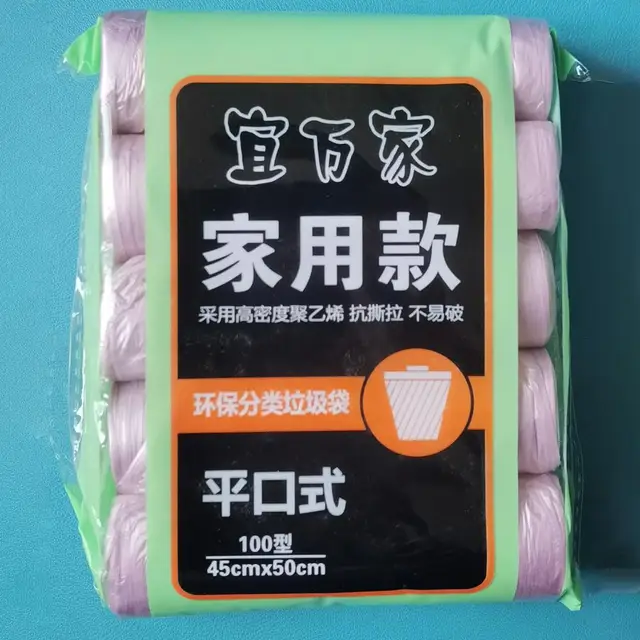 宜万家
家用款
采用高密度聚乙烯 抗撕拉 不易破
环保分类垃圾袋
平口式
100型
45cmx50cm